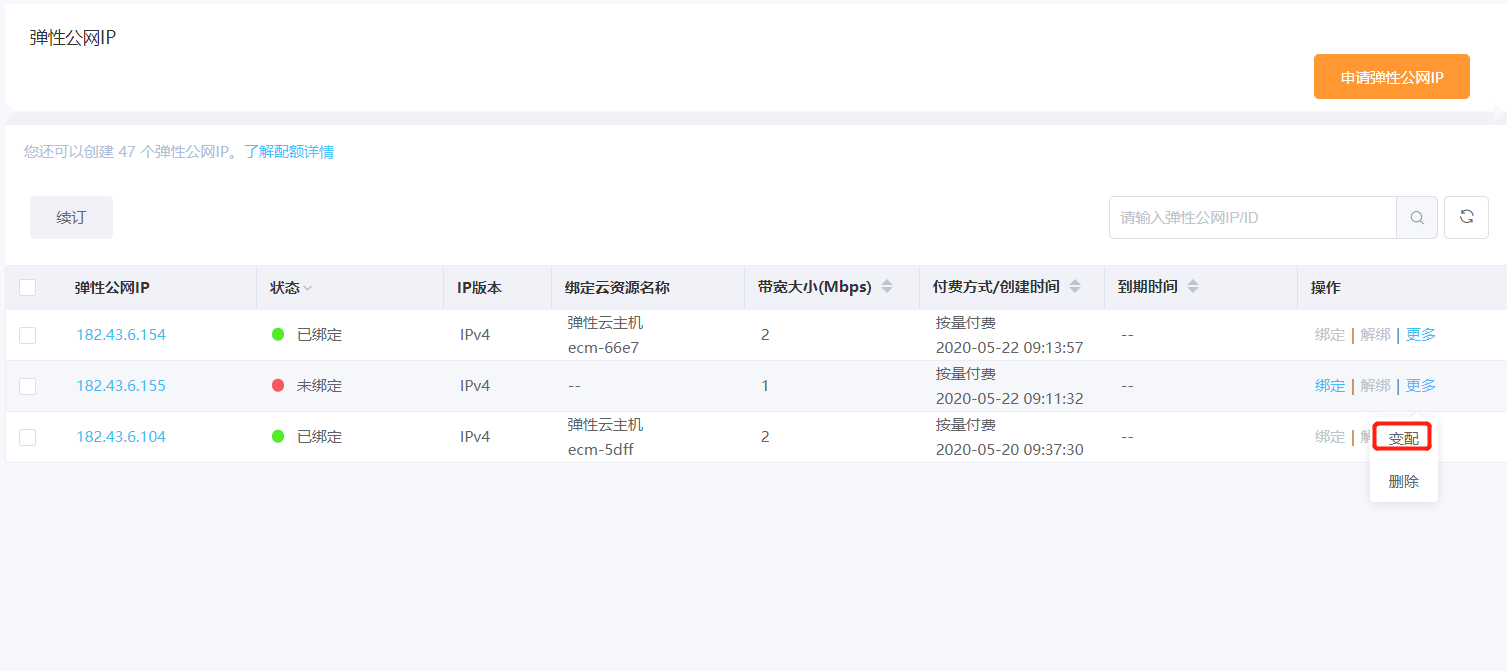 弹性公网IP
申请弹性公网IP
您还可以创建 47 个弹性公网IP。了解配额详情
续订
请输入弹性公网IP/ID
弹性公网IP 状态 IP版本 绑定云资源名称 带宽大小(Mbps) 付费方式/创建时间 到期时间 操作
182.43.6.154 已绑定 IPv4 弹性云主机 2 按量付费 -- 绑定 | 解绑 | 更多
ecm-66e7 2020-05-22 09:13:57
182.43.6.155 未绑定 IPv4 -- 1 按量付费 -- 绑定 | 解绑 | 更多
2020-05-22 09:11:32
182.43.6.104 已绑定 IPv4 弹性云主机 2 按量付费 -- 绑定 | 解
ecm-5dff 2020-05-20 09:37:30
变配
删除